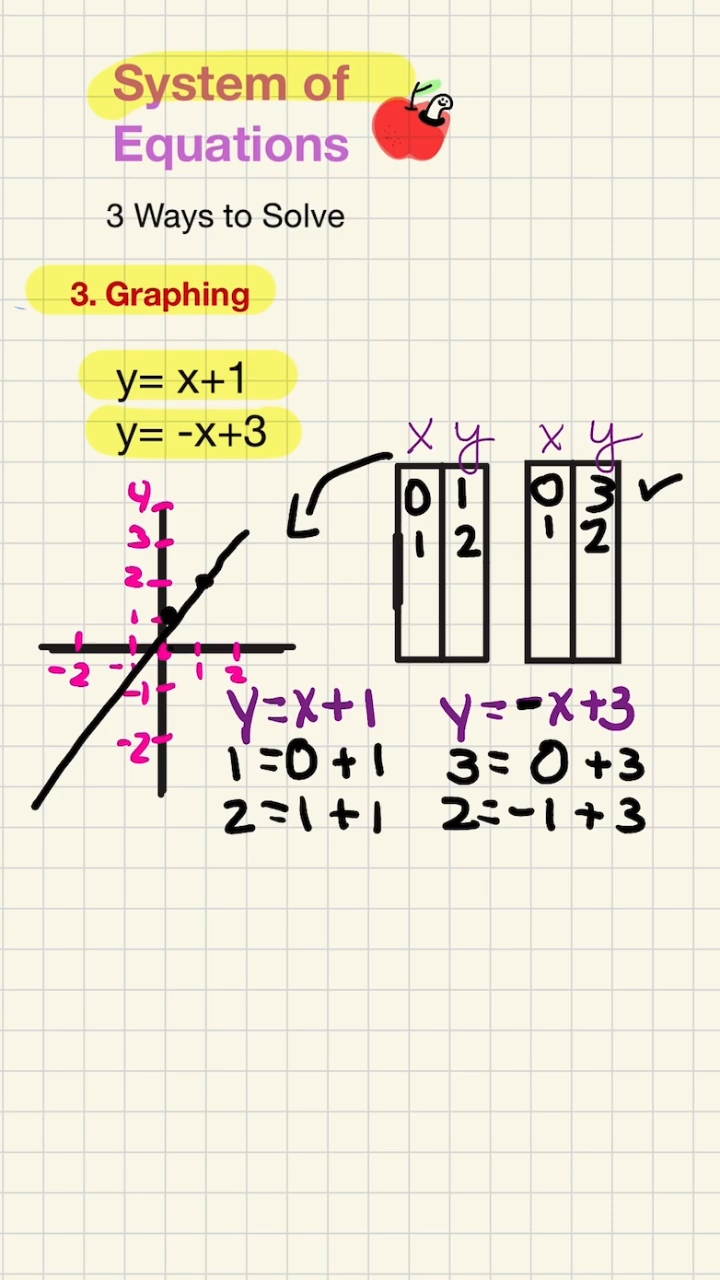 System of
Equations
3 Ways to Solve
3. Graphing
y= x+1
y= -x+3
x y
0 1
1 2
x y
0 3 ✓
1 2
4
3
2
1
-2 -1 1 2
-1
-2
y=x+1
1=0+1
2=1+1
y=-x+3
3=0+3
2=-1+3